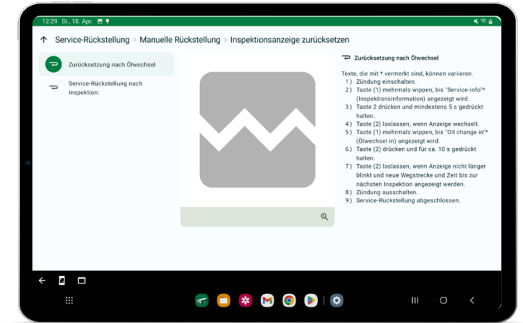 12:29 Di., 18. Apr.
Service-Rückstellung > Manuelle Rückstellung > Inspektionsanzeige zurücksetzen
Rücksetzung nach Ölwechsel
Service-Rückstellung nach
Inspektion:
Rücksetzung nach Ölwechsel
Texte, die mit * vermerkt sind, können variieren.
1) Zündung einschalten.
2) Taste (1) mehrmals wippen, bis "Service-info"*
(Inspektionsinformation) angezeigt wird.
3) Taste 2 drücken und mindestens 5 s gedrückt
halten.
4) Taste (2) loslassen, wenn Anzeige wechselt.
5) Taste (1) mehrmals wippen, bis "Oil change in"*
(Ölwechsel in) angezeigt wird.
6) Taste (2) drücken und für ca. 10 s gedrückt
halten.
7) Taste (2) loslassen, wenn Anzeige nicht länger
blinkt und neue Wegstrecke und Zeit bis zur
nächsten Inspektion angezeigt werden.
8) Zündung ausschalten.
9) Service-Rückstellung abgeschlossen.